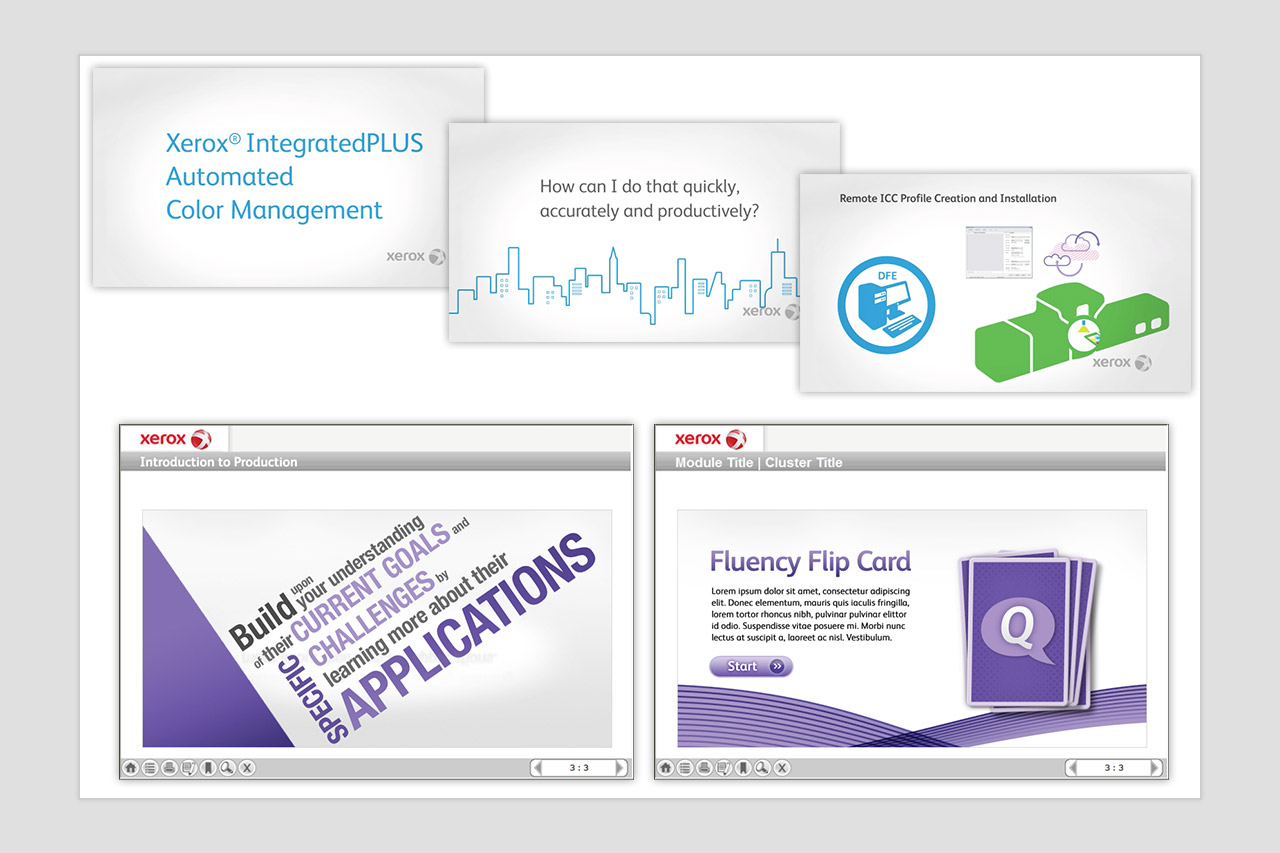 Xerox® IntegratedPLUS
Automated
Color Management
xerox
How can I do that quickly,
accurately and productively?
xerox
Remote ICC Profile Creation and Installation
DFE
xerox
xerox
Introduction to Production
Build upon
your understanding
of their CURRENT GOALS and
SPECIFIC CHALLENGES by
learning more about their
APPLICATIONS
3 : 3
xerox
Module Title | Cluster Title
Fluency Flip Card
Lorem ipsum dolor sit amet, consectetur adipiscing
elit. Donec elementum, mauris quis iaculis fringilla,
lorem tortor rhoncus nibh, pulvinar pulvinar elittor
id odio. Suspendisse vitae posuere mi. Morbi nunc
lectus at suscipit a, laoreet ac nisl. Vestibulum.
Start
Q
3 : 3